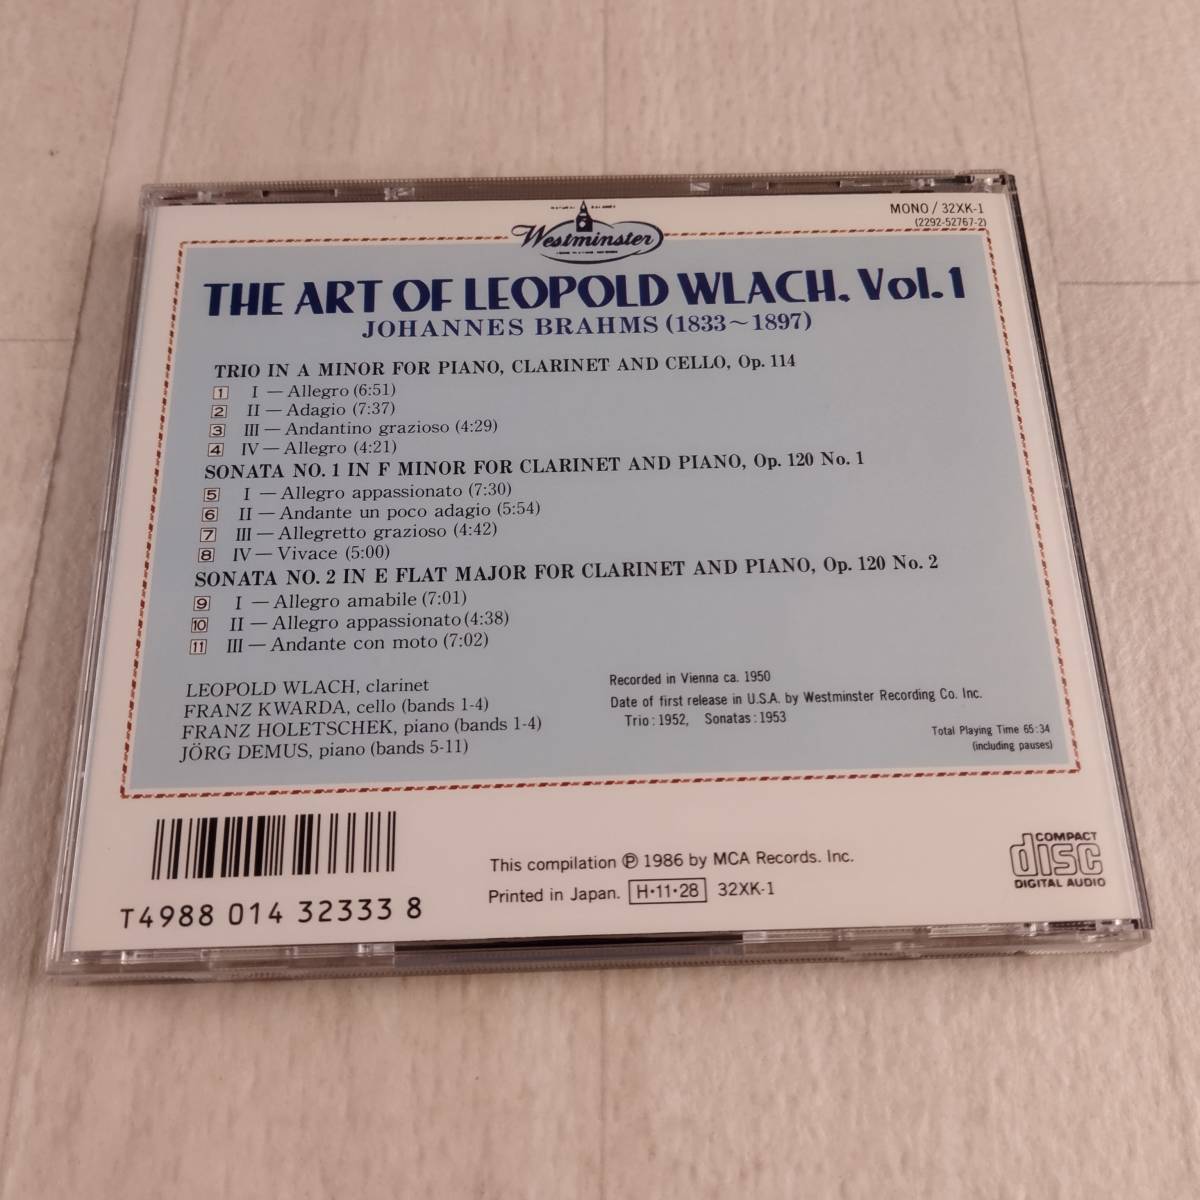 MONO / 32XK-1
(2292-52767-2)
Westminster
THE ART OF LEOPOLD WLACH. Vol.1
JOHANNES BRAHMS (1833～1897)
TRIO IN A MINOR FOR PIANO, CLARINET AND CELLO, Op. 114
1 I — Allegro (6:51)
2 II — Adagio (7:37)
3 III — Andantino grazioso (4:29)
4 IV — Allegro (4:21)
SONATA NO. 1 IN F MINOR FOR CLARINET AND PIANO, Op. 120 No. 1
5 I — Allegro appassionato (7:30)
6 II — Andante un poco adagio (5:54)
7 III — Allegretto grazioso (4:42)
8 IV — Vivace (5:00)
SONATA NO. 2 IN E FLAT MAJOR FOR CLARINET AND PIANO, Op. 120 No. 2
9 I — Allegro amabile (7:01)
10 II — Allegro appassionato (4:38)
11 III — Andante con moto (7:02)
LEOPOLD WLACH, clarinet
FRANZ KWARDA, cello (bands 1-4)
FRANZ HOLETSCHEK, piano (bands 1-4)
JÖRG DEMUS, piano (bands 5-11)
Recorded in Vienna ca. 1950
Date of first release in U.S.A. by Westminster Recording Co. Inc.
Trio : 1952, Sonatas : 1953
Total Playing Time 65:34
(including pauses)
This compilation ℗ 1986 by MCA Records. Inc.
Printed in Japan. H·11·28 32XK-1
T4988 014 32333 8
COMPACT
disc
DIGITAL AUDIO